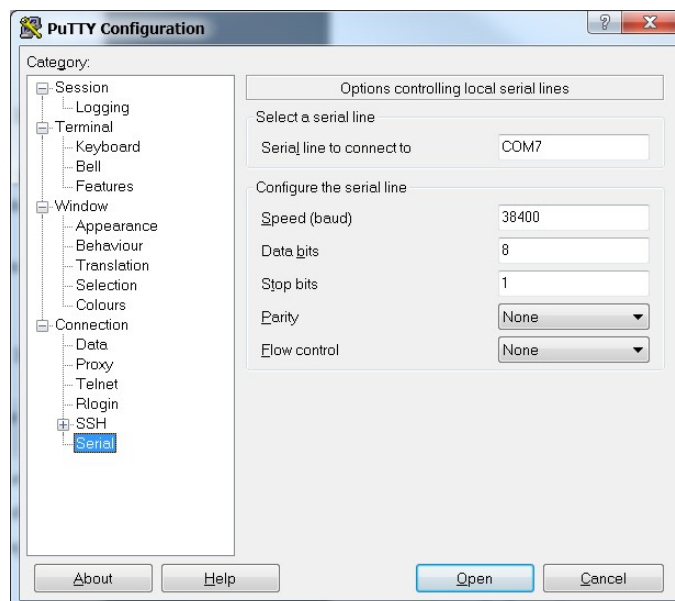 PuTTY Configuration
Category:
Session
Logging
Terminal
Keyboard
Bell
Features
Window
Appearance
Behaviour
Translation
Selection
Colours
Connection
Data
Proxy
Telnet
Rlogin
SSH
Serial
Options controlling local serial lines
Select a serial line
Serial line to connect to COM7
Configure the serial line
Speed (baud) 38400
Data bits 8
Stop bits 1
Parity None
Flow control None
About Help Open Cancel